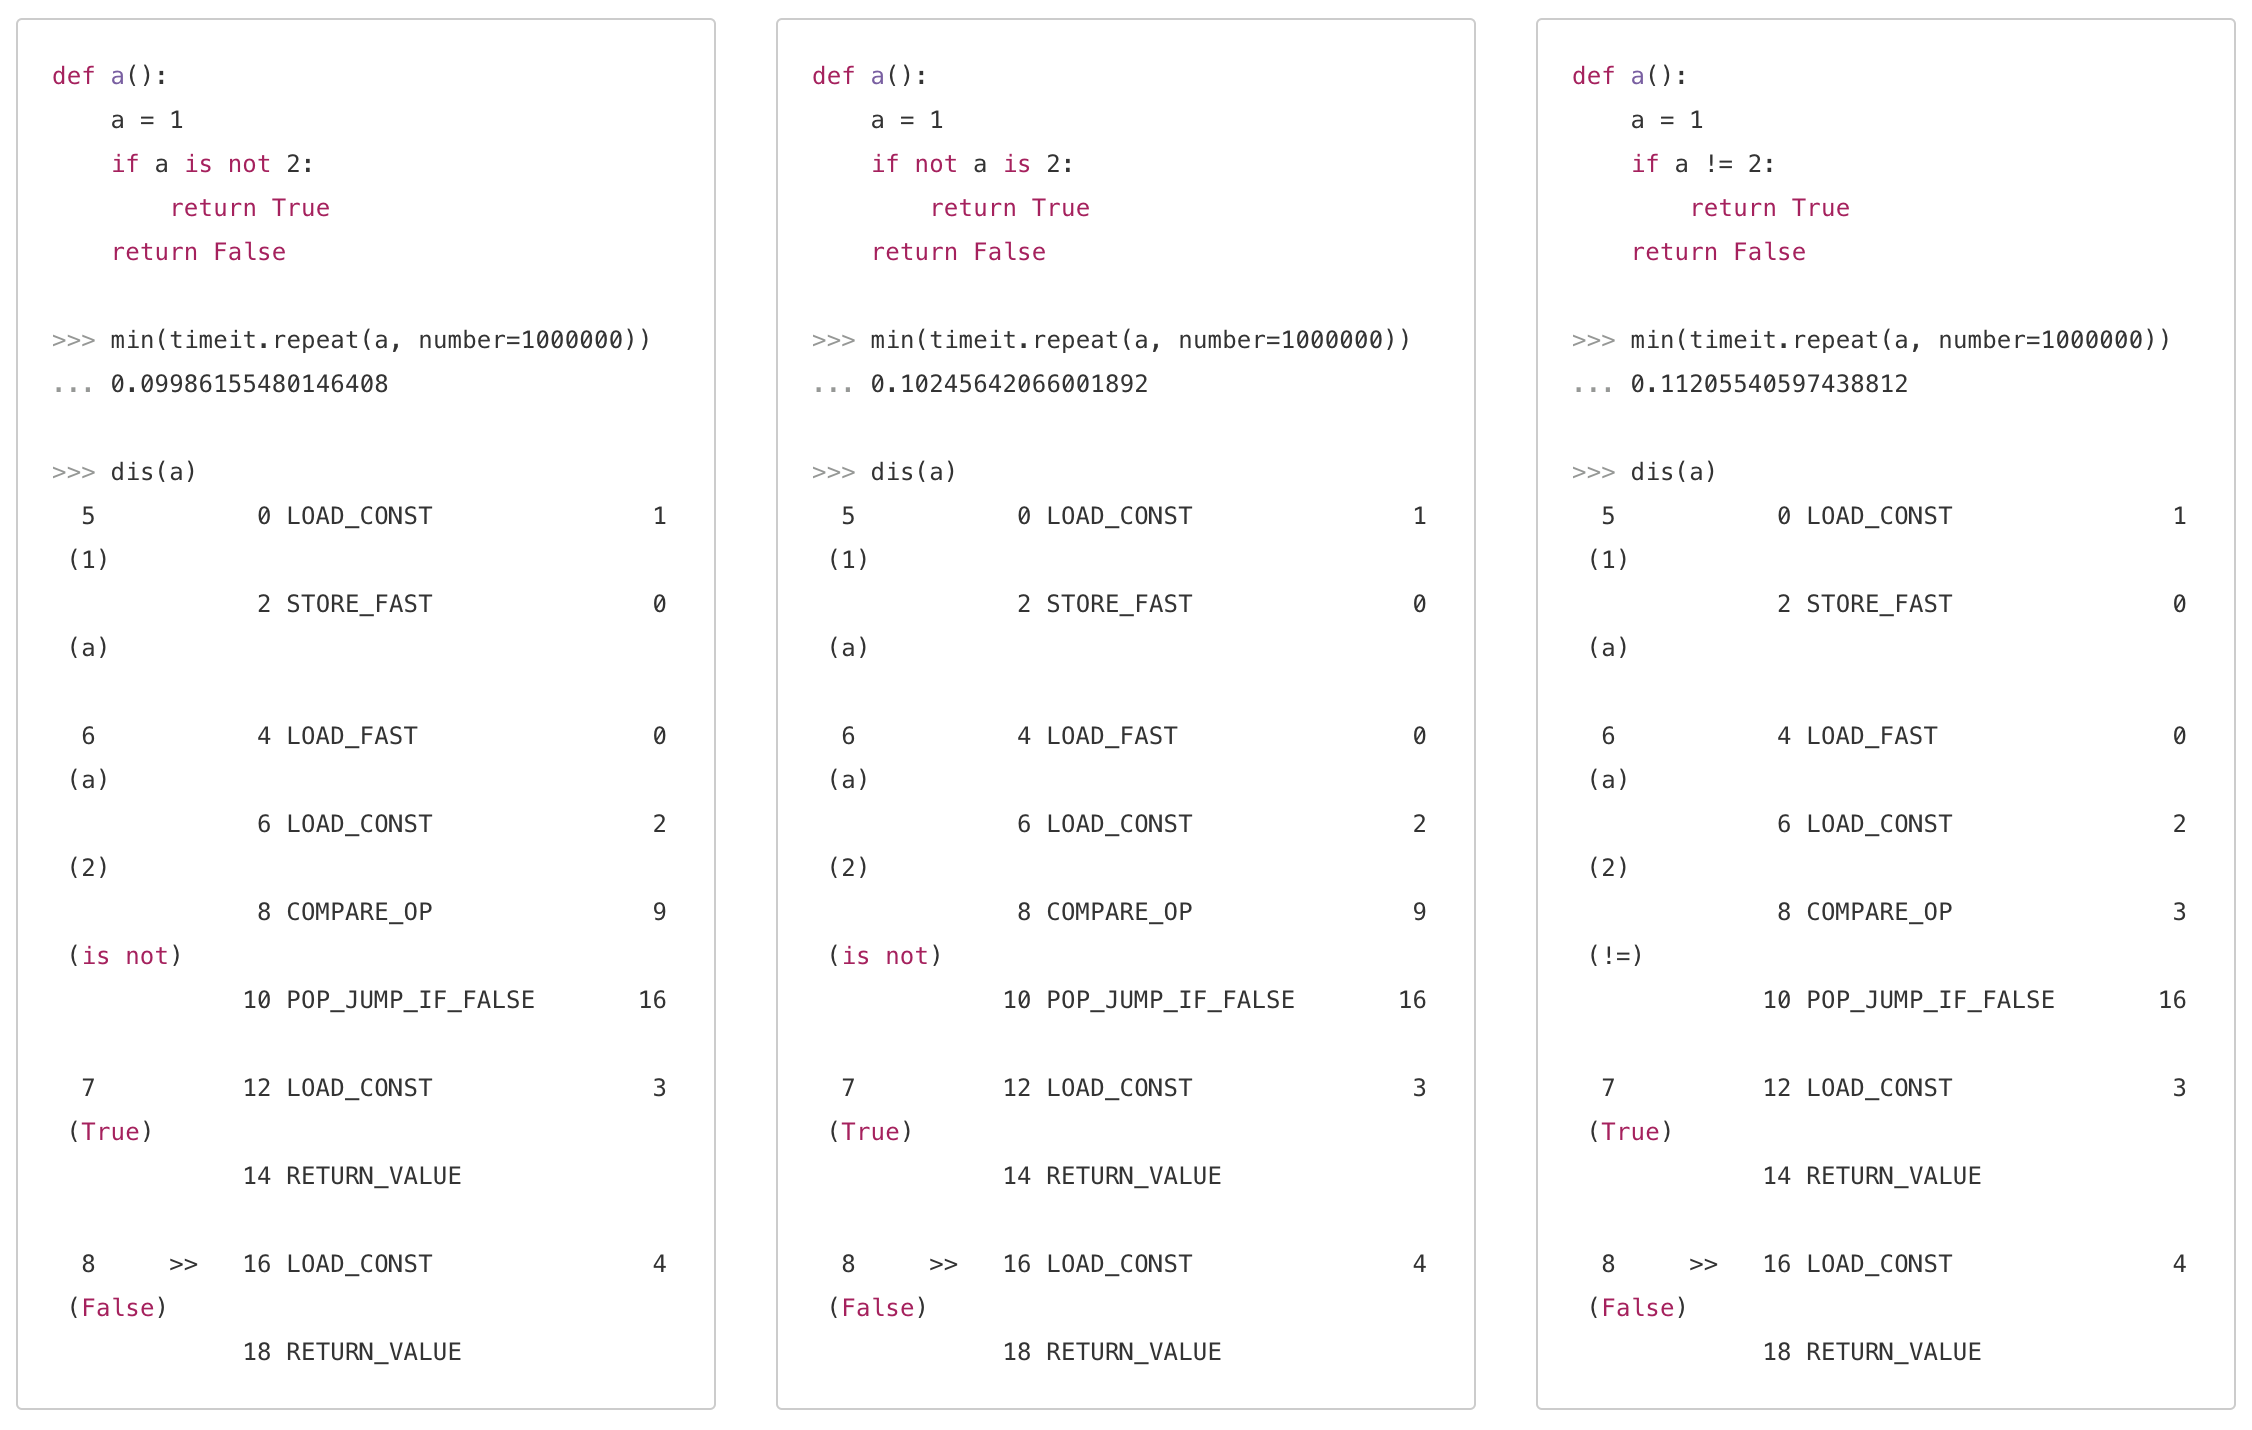 def a():
    a = 1
    if a is not 2:
        return True
    return False
>>> min(timeit.repeat(a, number=1000000))
... 0.09986155480146408
>>> dis(a)
  5           0 LOAD_CONST               1
 (1)
              2 STORE_FAST               0
 (a)
  6           4 LOAD_FAST                0
 (a)
              6 LOAD_CONST               2
 (2)
              8 COMPARE_OP               9
 (is not)
             10 POP_JUMP_IF_FALSE       16
  7          12 LOAD_CONST               3
 (True)
             14 RETURN_VALUE
  8     >>   16 LOAD_CONST               4
 (False)
             18 RETURN_VALUE
def a():
    a = 1
    if not a is 2:
        return True
    return False
>>> min(timeit.repeat(a, number=1000000))
... 0.10245642066001892
>>> dis(a)
  5           0 LOAD_CONST               1
 (1)
              2 STORE_FAST               0
 (a)
  6           4 LOAD_FAST                0
 (a)
              6 LOAD_CONST               2
 (2)
              8 COMPARE_OP               9
 (is not)
             10 POP_JUMP_IF_FALSE       16
  7          12 LOAD_CONST               3
 (True)
             14 RETURN_VALUE
  8     >>   16 LOAD_CONST               4
 (False)
             18 RETURN_VALUE
def a():
    a = 1
    if a != 2:
        return True
    return False
>>> min(timeit.repeat(a, number=1000000))
... 0.11205540597438812
>>> dis(a)
  5           0 LOAD_CONST               1
 (1)
              2 STORE_FAST               0
 (a)
  6           4 LOAD_FAST                0
 (a)
              6 LOAD_CONST               2
 (2)
              8 COMPARE_OP               3
 (!=)
             10 POP_JUMP_IF_FALSE       16
  7          12 LOAD_CONST               3
 (True)
             14 RETURN_VALUE
  8     >>   16 LOAD_CONST               4
 (False)
             18 RETURN_VALUE